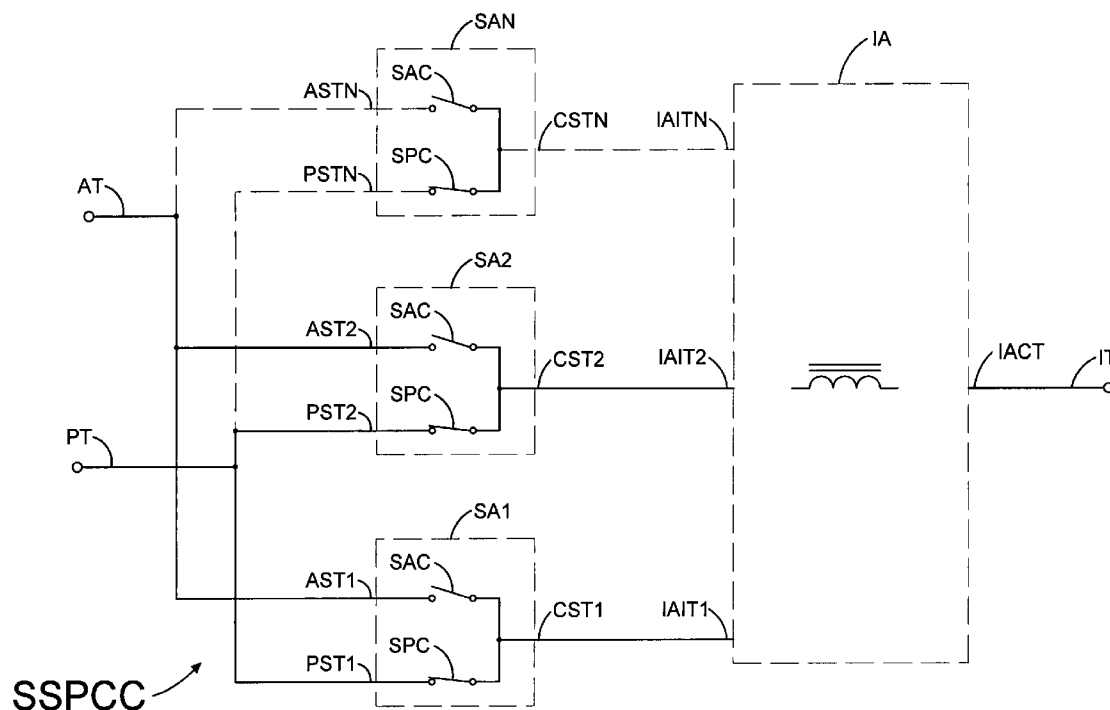 SAN
IA
SAC
ASTN
CSTN
IAITN
SPC
PSTN
AT
SA2
SAC
AST2
CST2
IAIT2
IACT
IT
SPC
PST2
PT
SA1
SAC
AST1
CST1
IAIT1
SPC
PST1
SSPCC